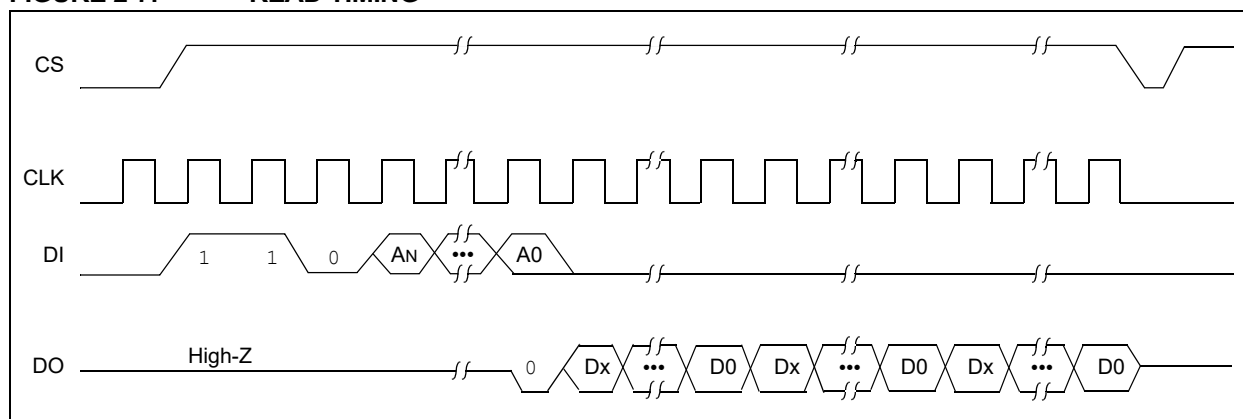 CS
CLK
DI 1 1 0 AN ••• A0
High-Z
DO 0 Dx ••• D0 Dx ••• D0 Dx ••• D0